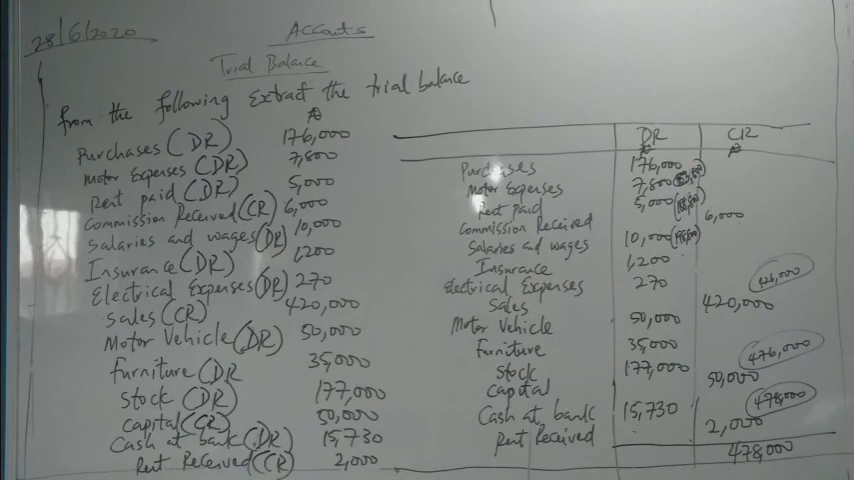 28/6/2020
Accounts
Trial Balance
from the following extract the trial balance
₦
Purchases (DR) 176,000
Motor Expenses (DR) 7,800
Rent paid (DR) 5,000
Commission Received (CR) 6,000
Salaries and wages (DR) 10,000
Insurance (DR) 1,200
Electrical Expenses (DR) 270
Sales (CR) 420,000
Motor Vehicle (DR) 50,000
Furniture (DR 35,000
Stock (DR) 177,000
Capital (CR) 50,000
Cash at bank (DR) 15,730
Rent Received (CR) 2,000
DR CR
₦ ₦
Purchases 176,000
Motor Expenses 7,800
Rent Paid 5,000
Commission Received 6,000
Salaries and wages 10,000
Insurance 1,200
Electrical Expenses 270
426,000
Sales 420,000
Motor Vehicle 50,000
Furniture 35,000
476,000
Stock 177,000
Capital 50,000
478,000
Cash at bank 15,730
Rent Received 2,000
478,000